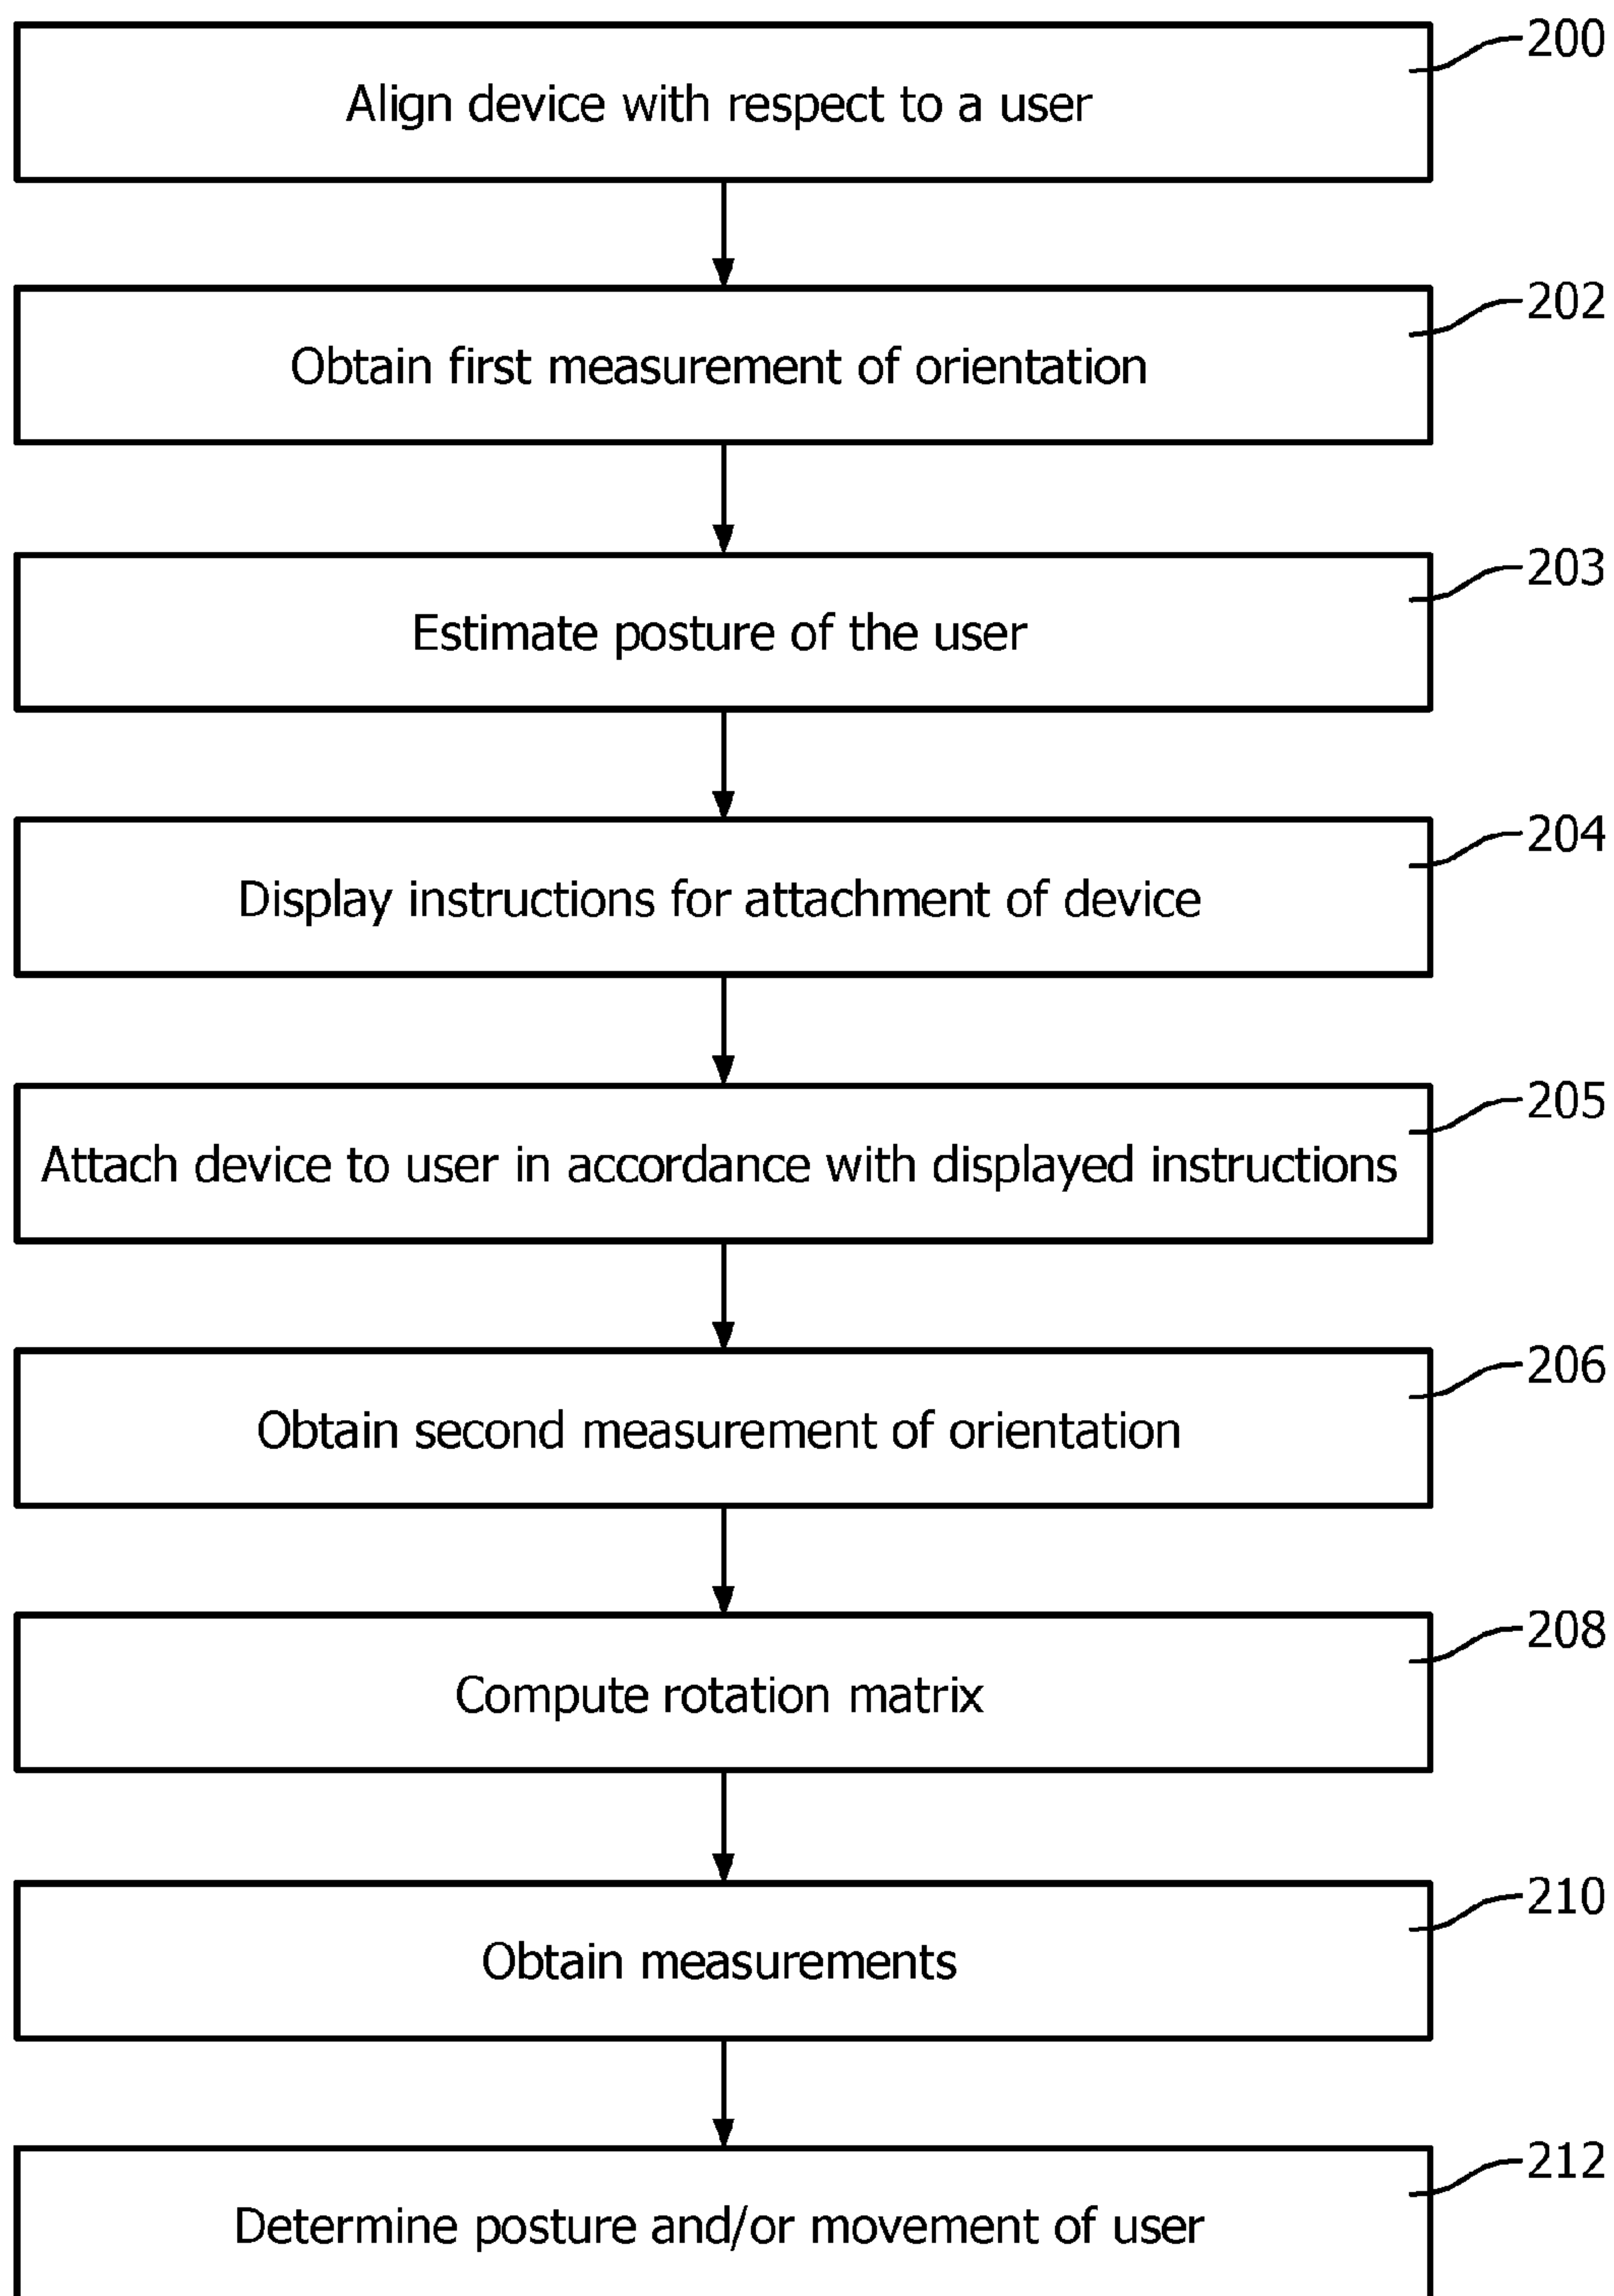 200
Align device with respect to a user
202
Obtain first measurement of orientation
203
Estimate posture of the user
204
Display instructions for attachment of device
205
Attach device to user in accordance with displayed instructions
206
Obtain second measurement of orientation
208
Compute rotation matrix
210
Obtain measurements
212
Determine posture and/or movement of user